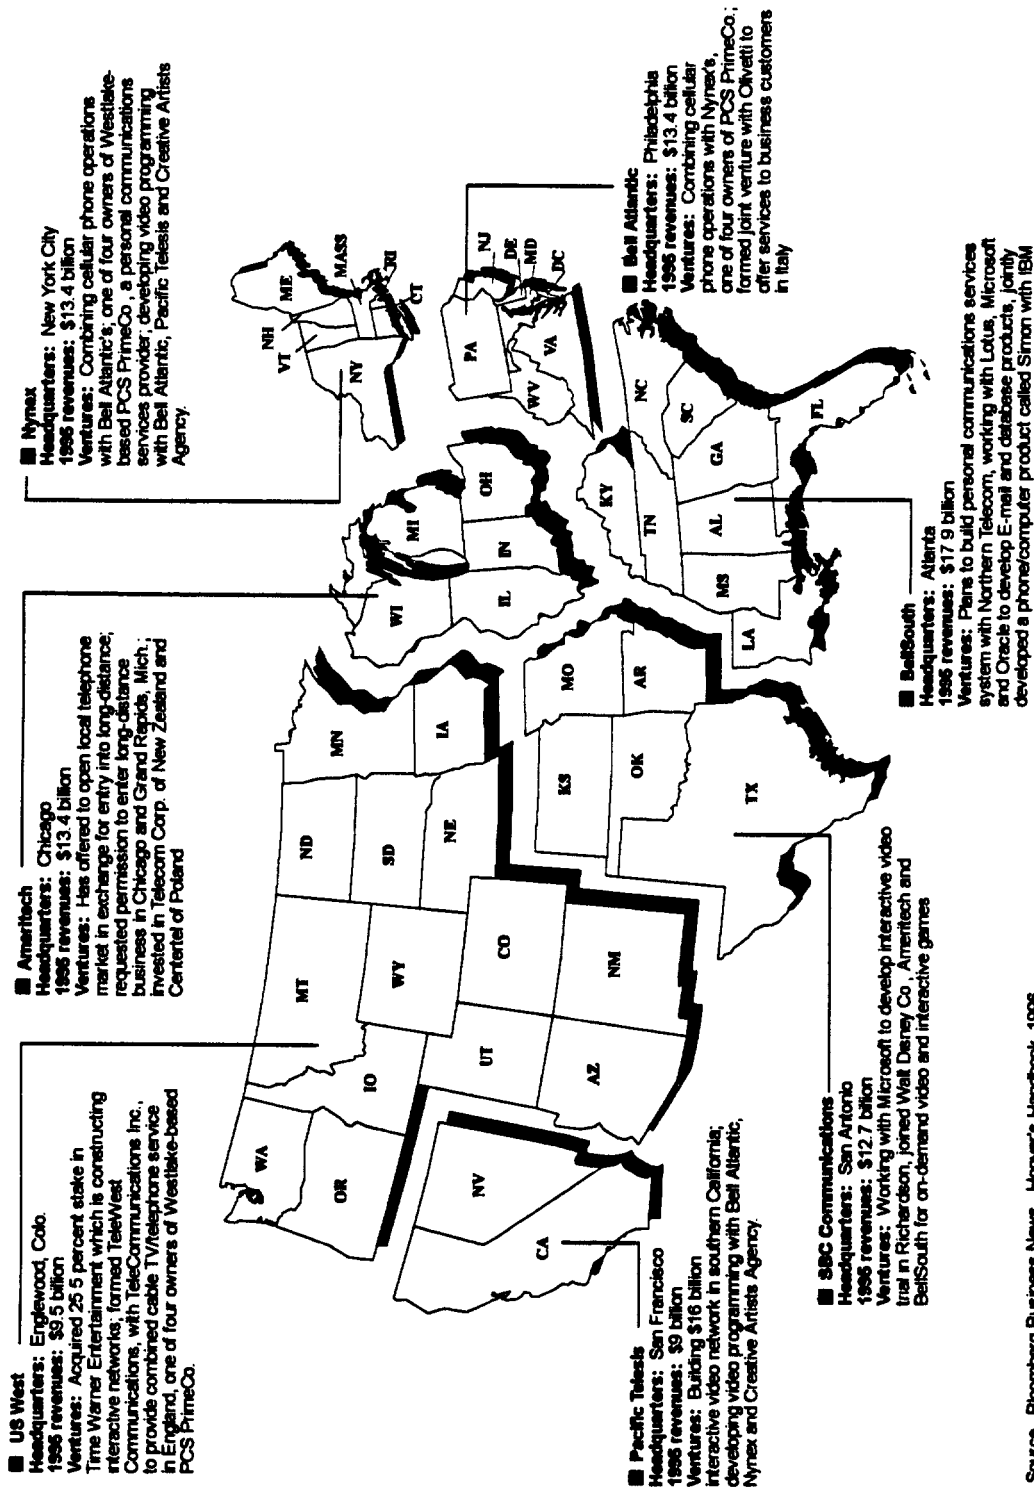 ■ US West
Headquarters: Englewood, Colo.
1995 revenues: $9.5 billion
Ventures: Acquired 25 5 percent stake in
Time Warner Entertainment which is constructing
interactive networks; formed TeleWest
Communications, with TeleCommunications Inc.,
to provide combined cable TV/telephone service
in England, one of four owners of Westlake-based
PCS PrimeCo.
■ Ameritech
Headquarters: Chicago
1995 revenues: $13.4 billion
Ventures: Has offered to open local telephone
market in exchange for entry into long-distance;
requested permission to enter long-distance
business in Chicago and Grand Rapids, Mich.;
invested in Telecom Corp. of New Zealand and
Centertel of Poland
■ Nynex
Headquarters: New York City
1995 revenues: $13.4 billion
Ventures: Combining cellular phone operations
with Bell Atlantic's; one of four owners of Westlake-
based PCS PrimeCo, a personal communications
services provider; developing video programming
with Bell Atlantic, Pacific Telesis and Creative Artists
Agency.
WA
OR
IO
MT
WY
UT
CO
AZ
NM
ND
SD
NE
MN
IA
NV
CA
KS
OK
TX
MO
AR
WI
MI
IL
IN
OH
KY
TN
NC
SC
MS
AL
GA
LA
FL
NH
VT
ME
NY
MASS
RI
CT
PA
NJ
DE
MD
DC
WV
VA
■ Pacific Telesis
Headquarters: San Francisco
1995 revenues: $9 billion
Ventures: Building $16 billion
interactive video network in southern California;
developing video programming with Bell Atlantic,
Nynex and Creative Artists Agency.
■ SBC Communications
Headquarters: San Antonio
1995 revenues: $12.7 billion
Ventures: Working with Microsoft to develop interactive video
trial in Richardson, joined Walt Disney Co, Ameritech and
BellSouth for on-demand video and interactive games
■ BellSouth
Headquarters: Atlanta
1995 revenues: $17 9 billion
Ventures: Plans to build personal communications services
system with Northern Telecom, working with Lotus, Microsoft
and Oracle to develop E-mail and database products, jointly
developed a phone/computer product called Simon with IBM
■ Bell Atlantic
Headquarters: Philadelphia
1995 revenues: $13.4 billion
Ventures: Combining cellular
phone operations with Nynex's,
one of four owners of PCS PrimeCo.;
formed joint venture with Olivetti to
offer services to business customers
in Italy
Source Bloomberg Business News, Hoover's Handbook, 1996